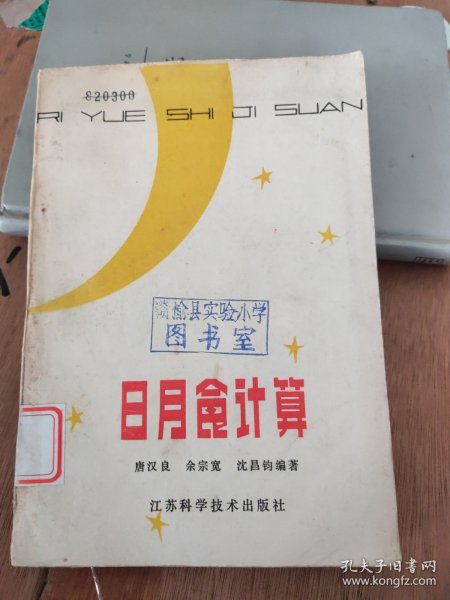 820300
RI YUE SHI JI SUAN
赣榆县实验小学
图书室
日月食计算
唐汉良 余宗宽 沈昌钧编著
江苏科学技术出版社
孔夫子旧书网
www.kongfz.com